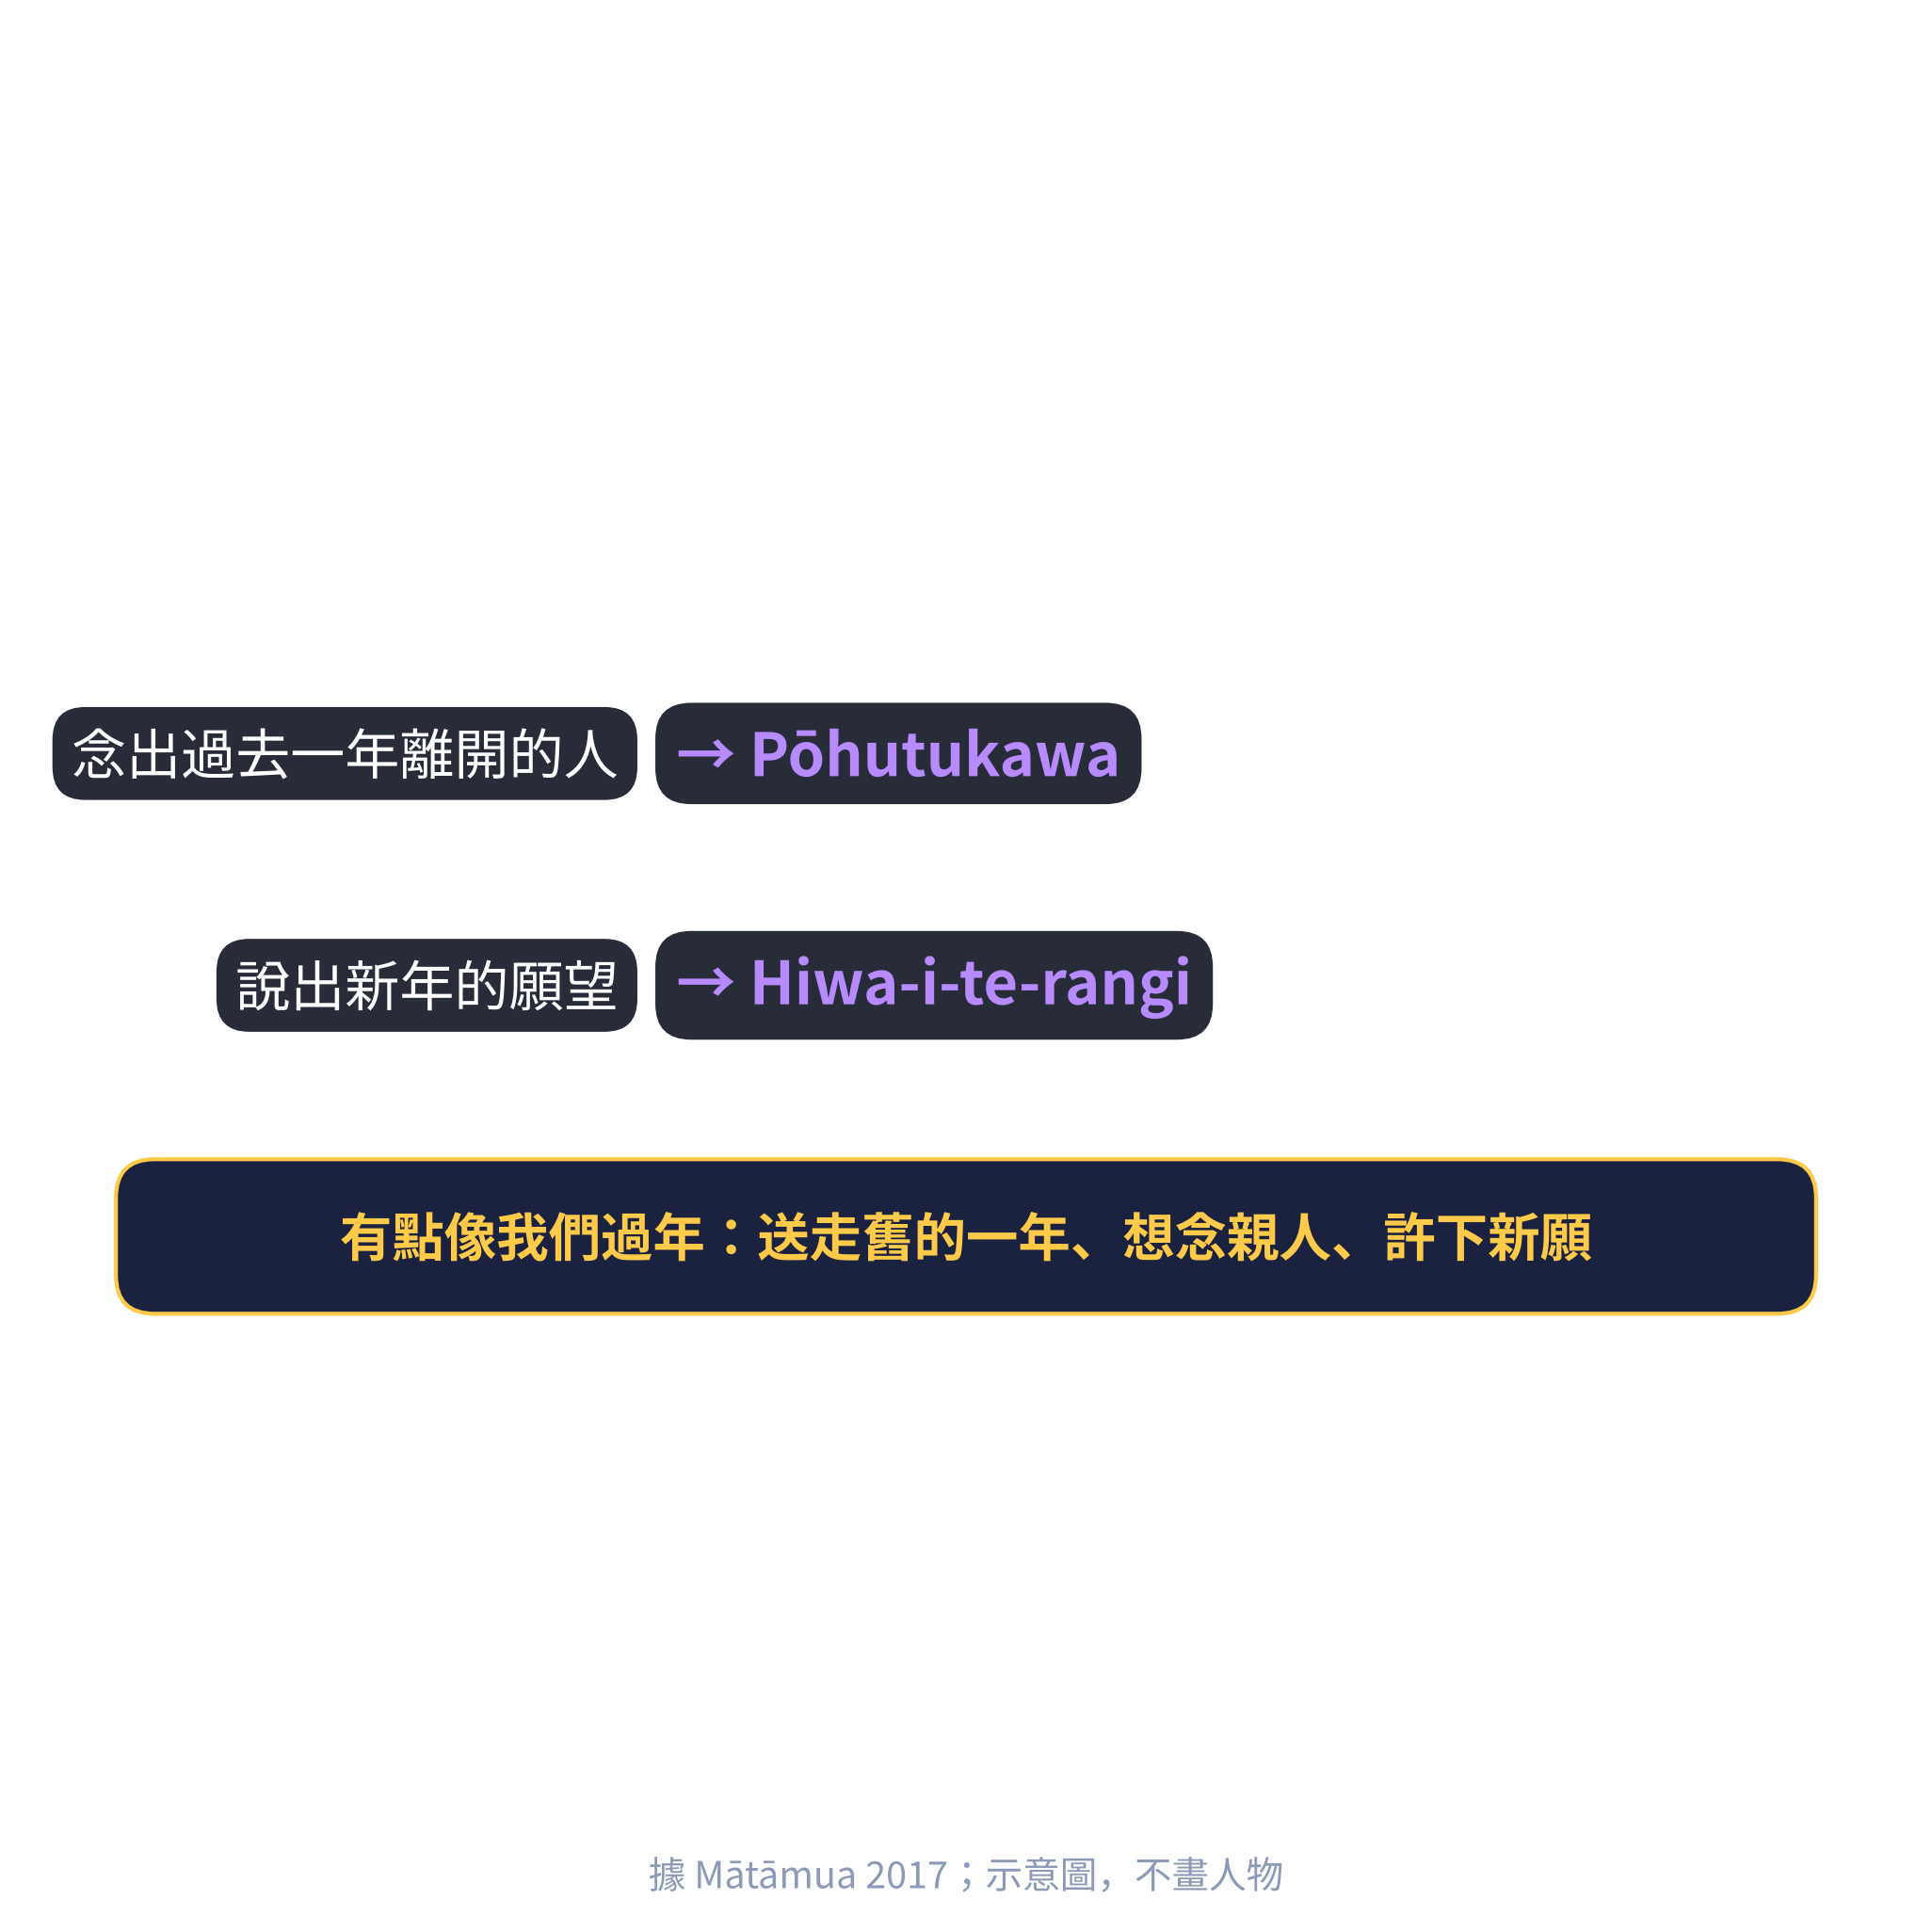 念出過去一年離開的人 → Pōhutukawa
說出新年的願望 → Hiwa-i-te-rangi
有點像我們過年：送走舊的一年、想念親人、許下新願
據 Mātāmua 2017；示意圖，不畫人物